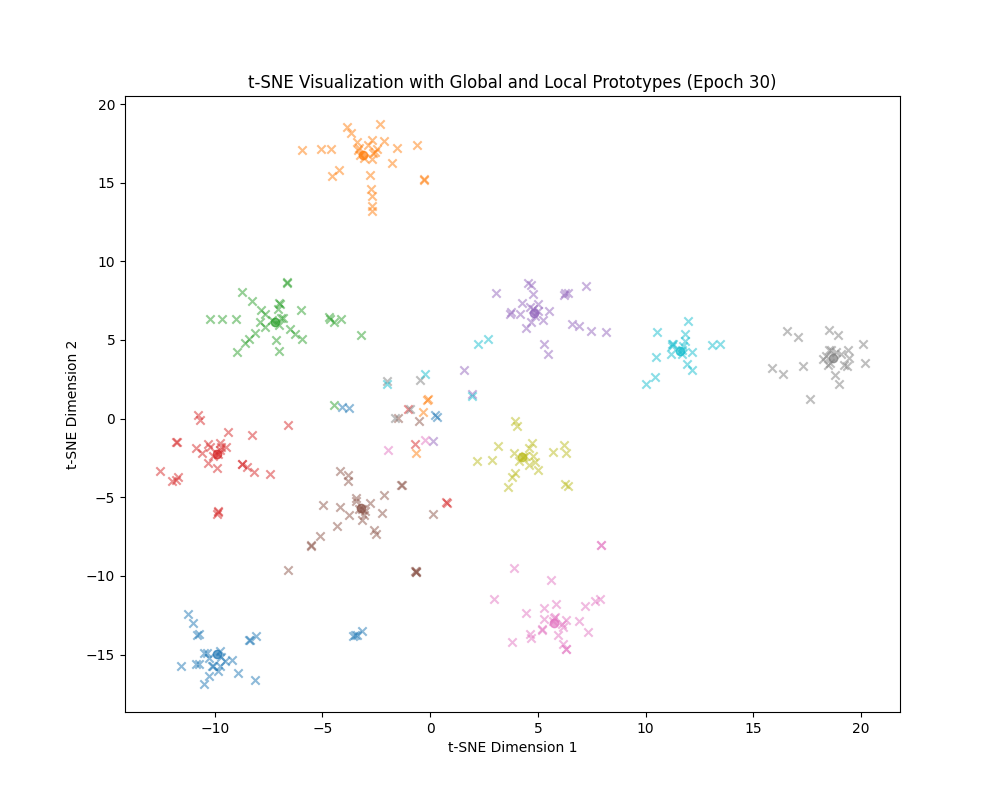 t-SNE Visualization with Global and Local Prototypes (Epoch 30)
20
15
10
5
0
−5
−10
−15
t-SNE Dimension 2
−10 −5 0 5 10 15 20
t-SNE Dimension 1